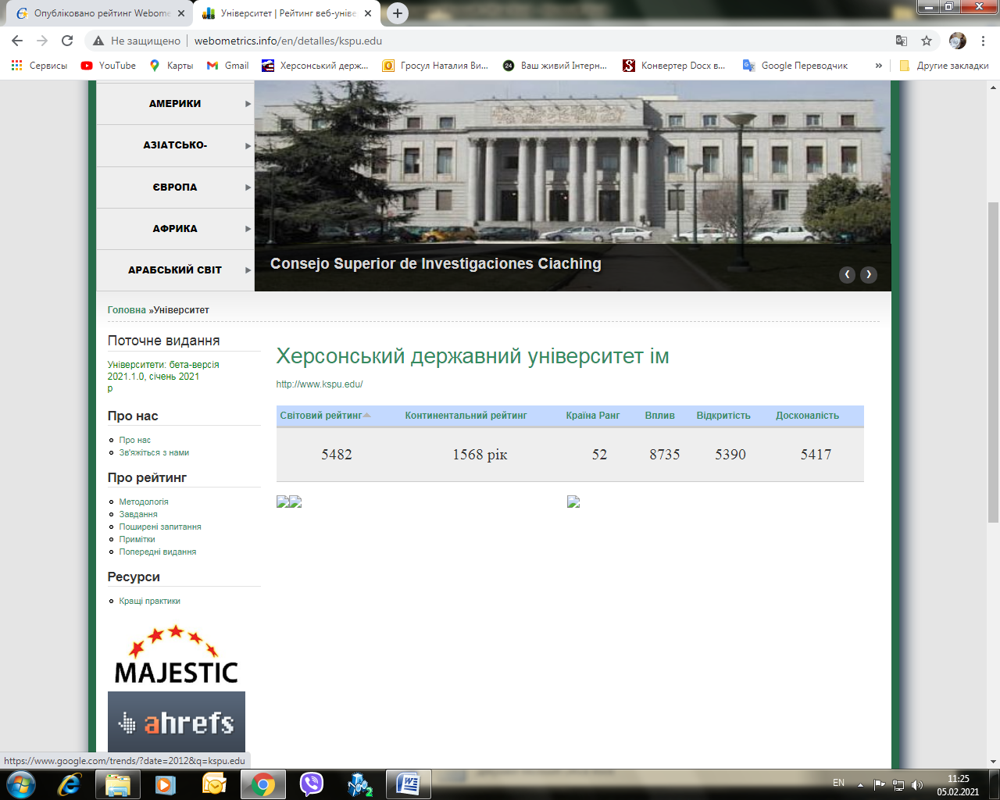 Опубліковано рейтинг Webome
Університет | Рейтинг веб-уніве
Не защищено
webometrics.info/en/detalles/kspu.edu
Сервисы
YouTube
Карты
Gmail
Херсонський держ...
Гросул Наталия Ви...
24
Ваш живий Інтерн...
Конвертер Docx в...
Google Переводчик
»
Другие закладки
АМЕРИКИ
АЗІАТСЬКО-
ЄВРОПА
АФРИКА
АРАБСЬКИЙ СВІТ
Consejo Superior de Investigaciones Ciaching
Головна »Університет
Поточне видання
Університети: бета-версія
2021.1.0, січень 2021
р
Про нас
Про нас
Зв'яжіться з нами
Про рейтинг
Методологія
Завдання
Поширені запитання
Примітки
Попередні видання
Ресурси
Кращі практики
MAJESTIC
ahrefs
Херсонський державний університет ім
http://www.kspu.edu/
Світовий рейтинг Континентальний рейтинг Країна Ранг Вплив Відкритість Досконалість
5482 1568 рік 52 8735 5390 5417
https://www.google.com/trends/?date=2012&q=kspu.edu
EN
11:25
05.02.2021